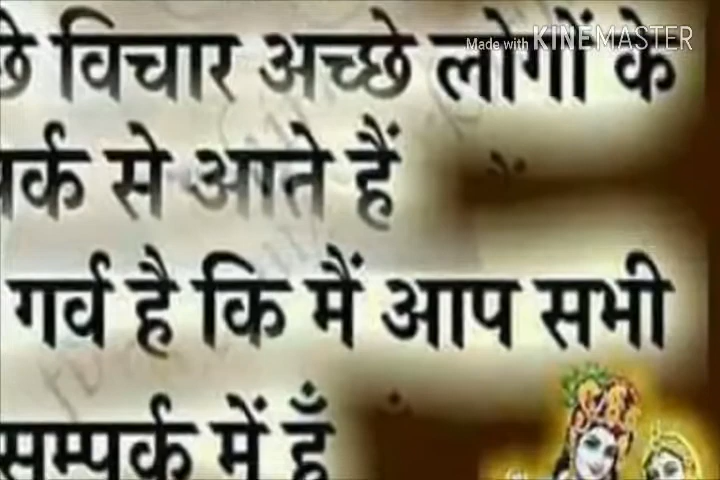 Made with KINEMASTER
विचार अच्छे लोगों के
से आते हैं
गर्व है कि मैं आप सभी
सम्पर्क में हूँ